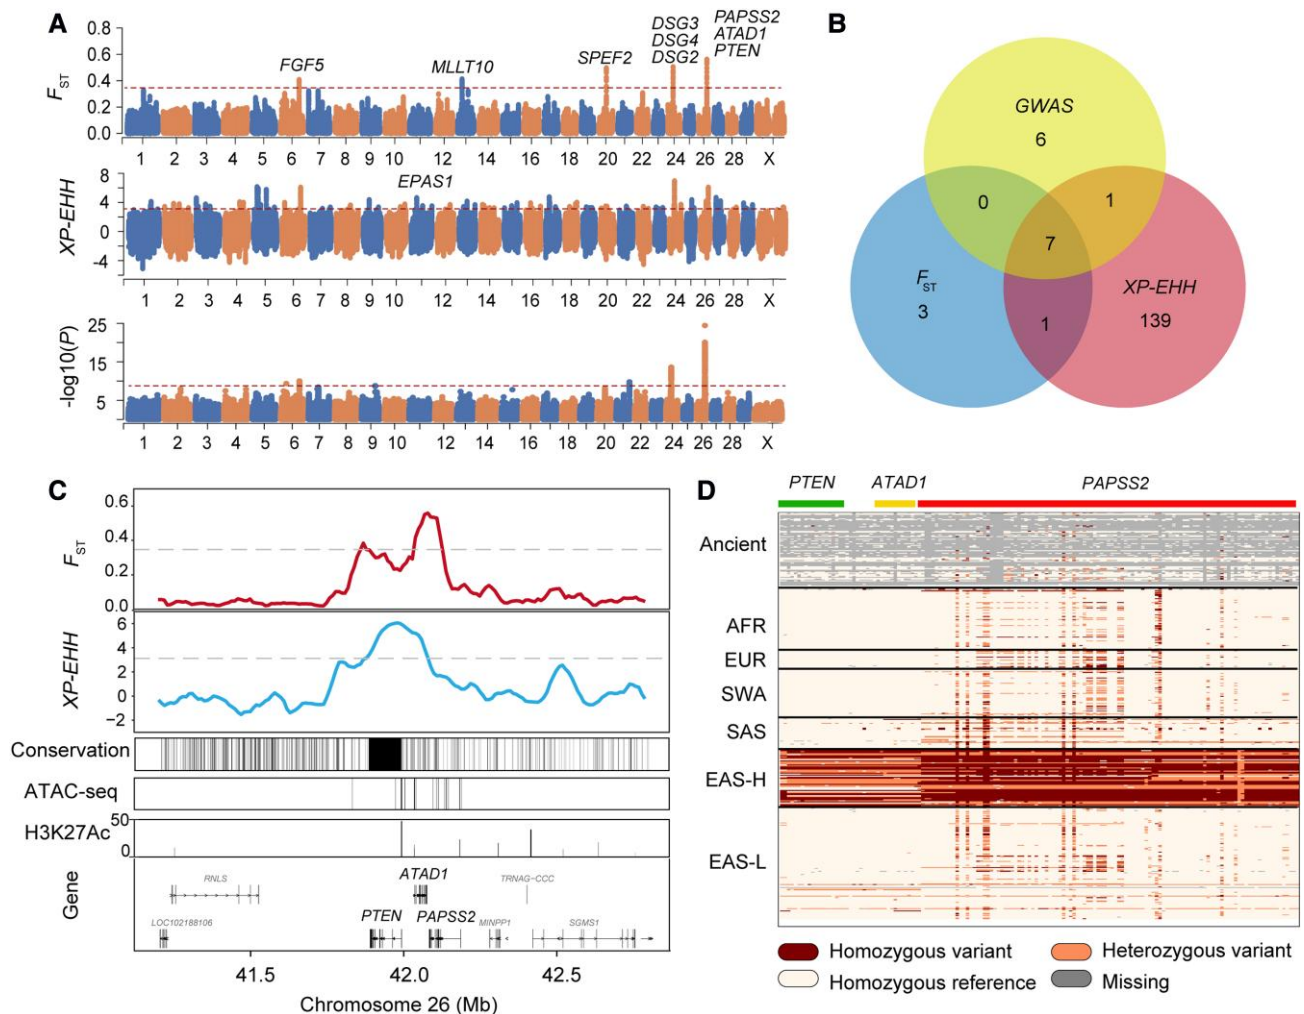 A
F_ST
0.8
0.6
0.4
0.2
0.0
FGF5
MLLT10
SPEF2
DSG3
DSG4
DSG2
PAPSS2
ATAD1
PTEN
1 2 3 4 5 6 7 8 9 10 12 14 16 18 20 22 24 26 28 X
XP-EHH
8
4
0
-4
EPAS1
1 2 3 4 5 6 7 8 9 10 12 14 16 18 20 22 24 26 28 X
-log10(P)
25
15
5
1 2 3 4 5 6 7 8 9 10 12 14 16 18 20 22 24 26 28 X
B
GWAS
6
0
1
7
F_ST
3
1
XP-EHH
139
C
F_ST
0.6
0.4
0.2
0.0
XP-EHH
6
4
2
0
−2
Conservation
ATAC-seq
H3K27Ac
50
0
Gene
RNLS
ATAD1
TRNAG−CCC
LOC102188106
PTEN
PAPSS2
MINPP1
SGMS1
41.5 42.0 42.5
Chromosome 26 (Mb)
D
PTEN
ATAD1
PAPSS2
Ancient
AFR
EUR
SWA
SAS
EAS-H
EAS-L
Homozygous variant
Heterozygous variant
Homozygous reference
Missing